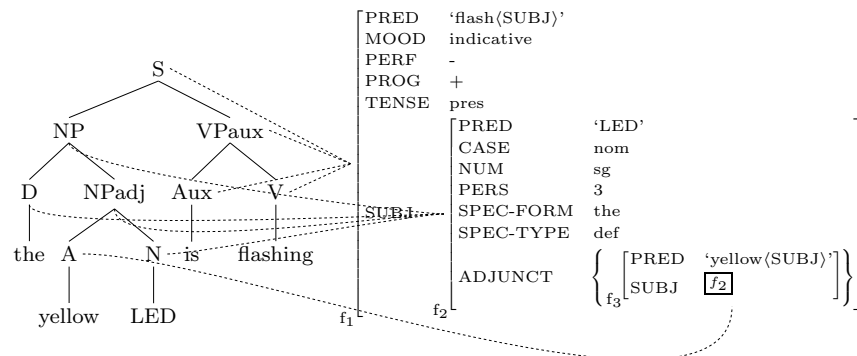 PRED ‘flash⟨SUBJ⟩’
MOOD indicative
PERF -
PROG +
TENSE pres
S
NP VPaux
D NPadj Aux V
the A N is flashing
yellow LED
SUBJ
PRED ‘LED’
CASE nom
NUM sg
PERS 3
SPEC-FORM the
SPEC-TYPE def
ADJUNCT
PRED ‘yellow⟨SUBJ⟩’
SUBJ f2
f3
f2
f1